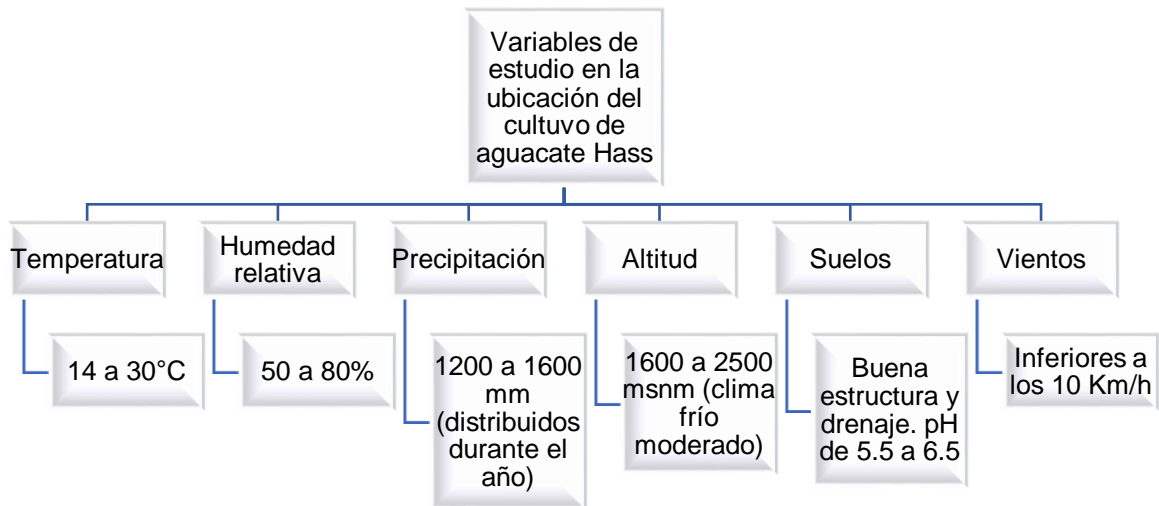 Variables de
estudio en la
ubicación del
cultuvo de
aguacate Hass
Temperatura
Humedad
relativa
Precipitación
Altitud
Suelos
Vientos
14 a 30°C
50 a 80%
1200 a 1600
mm
(distribuidos
durante el
año)
1600 a 2500
msnm (clima
frío
moderado)
Buena
estructura y
drenaje. pH
de 5.5 a 6.5
Inferiores a
los 10 Km/h